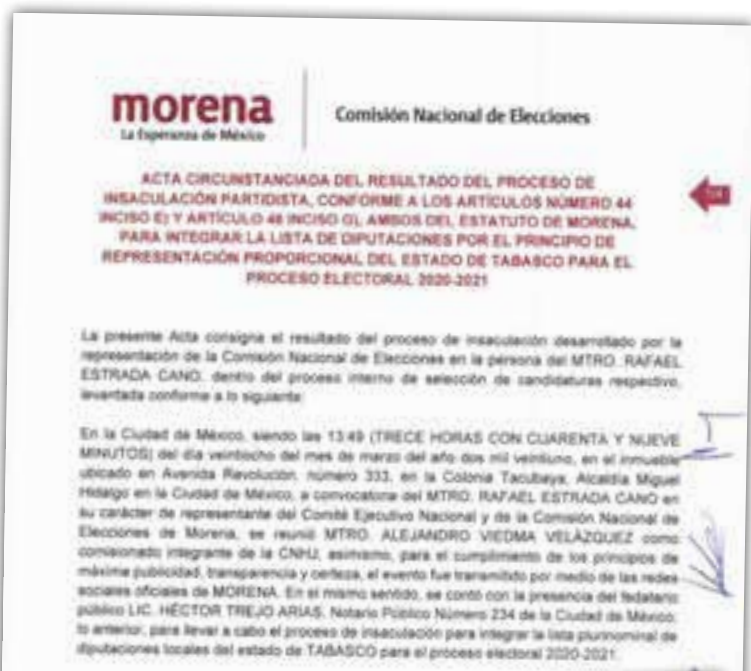 morena
La Esperanza de México
Comisión Nacional de Elecciones
ACTA CIRCUNSTANCIADA DEL RESULTADO DEL PROCESO DE
INSACULACIÓN PARTIDISTA, CONFORME A LOS ARTÍCULOS NÚMERO 44
INCISO E) Y ARTÍCULO 46 INCISO G), AMBOS DEL ESTATUTO DE MORENA,
PARA INTEGRAR LA LISTA DE DIPUTACIONES POR EL PRINCIPIO DE
REPRESENTACIÓN PROPORCIONAL DEL ESTADO DE TABASCO PARA EL
PROCESO ELECTORAL 2020-2021
La presente Acta consigna el resultado del proceso de insaculación desarrollado por la
representación de la Comisión Nacional de Elecciones en la persona del MTRO. RAFAEL
ESTRADA CANO, dentro del proceso interno de selección de candidaturas respectivo,
levantada conforme a lo siguiente:
En la Ciudad de México, siendo las 13:49 (TRECE HORAS CON CUARENTA Y NUEVE
MINUTOS) del día veintiocho del mes de marzo del año dos mil veintiuno, en el inmueble
ubicado en Avenida Revolución, número 333, en la Colonia Tacubaya, Alcaldía Miguel
Hidalgo en la Ciudad de México, a convocatoria del MTRO. RAFAEL ESTRADA CANO en
su carácter de representante del Comité Ejecutivo Nacional y de la Comisión Nacional de
Elecciones de Morena, se reunió MTRO. ALEJANDRO VIEDMA VELÁZQUEZ como
comisionado integrante de la CNHJ, asimismo, para el cumplimiento de los principios de
máxima publicidad, transparencia y certeza, el evento fue transmitido por medio de las redes
sociales oficiales de MORENA. En el mismo sentido, se contó con la presencia del fedatario
público LIC. HÉCTOR TREJO ARIAS, Notario Público Número 234 de la Ciudad de México;
lo anterior, para llevar a cabo el proceso de insaculación para integrar la lista plurinominal de
diputaciones locales del estado de TABASCO para el proceso electoral 2020-2021.